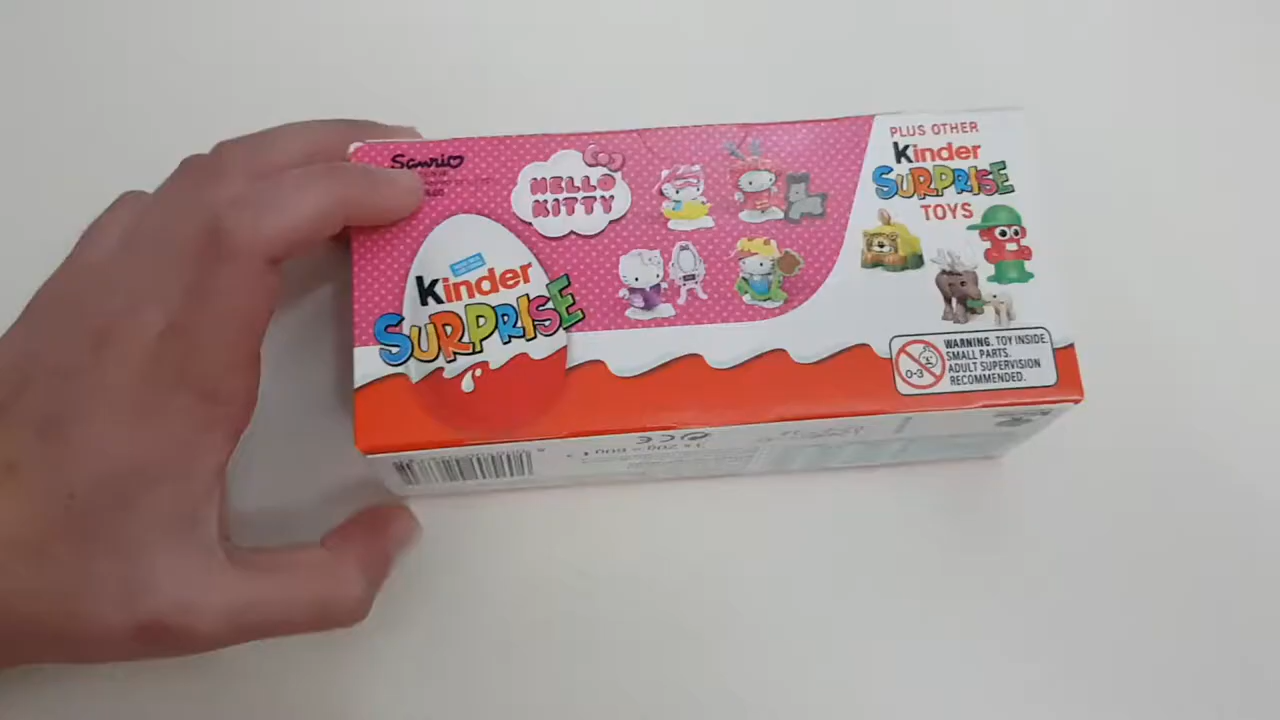 Sanrio
HELLO
KITTY
Kinder
SURPRISE
PLUS OTHER
Kinder
SURPRISE
TOYS
0-3
WARNING. TOY INSIDE.
SMALL PARTS.
ADULT SUPERVISION
RECOMMENDED.